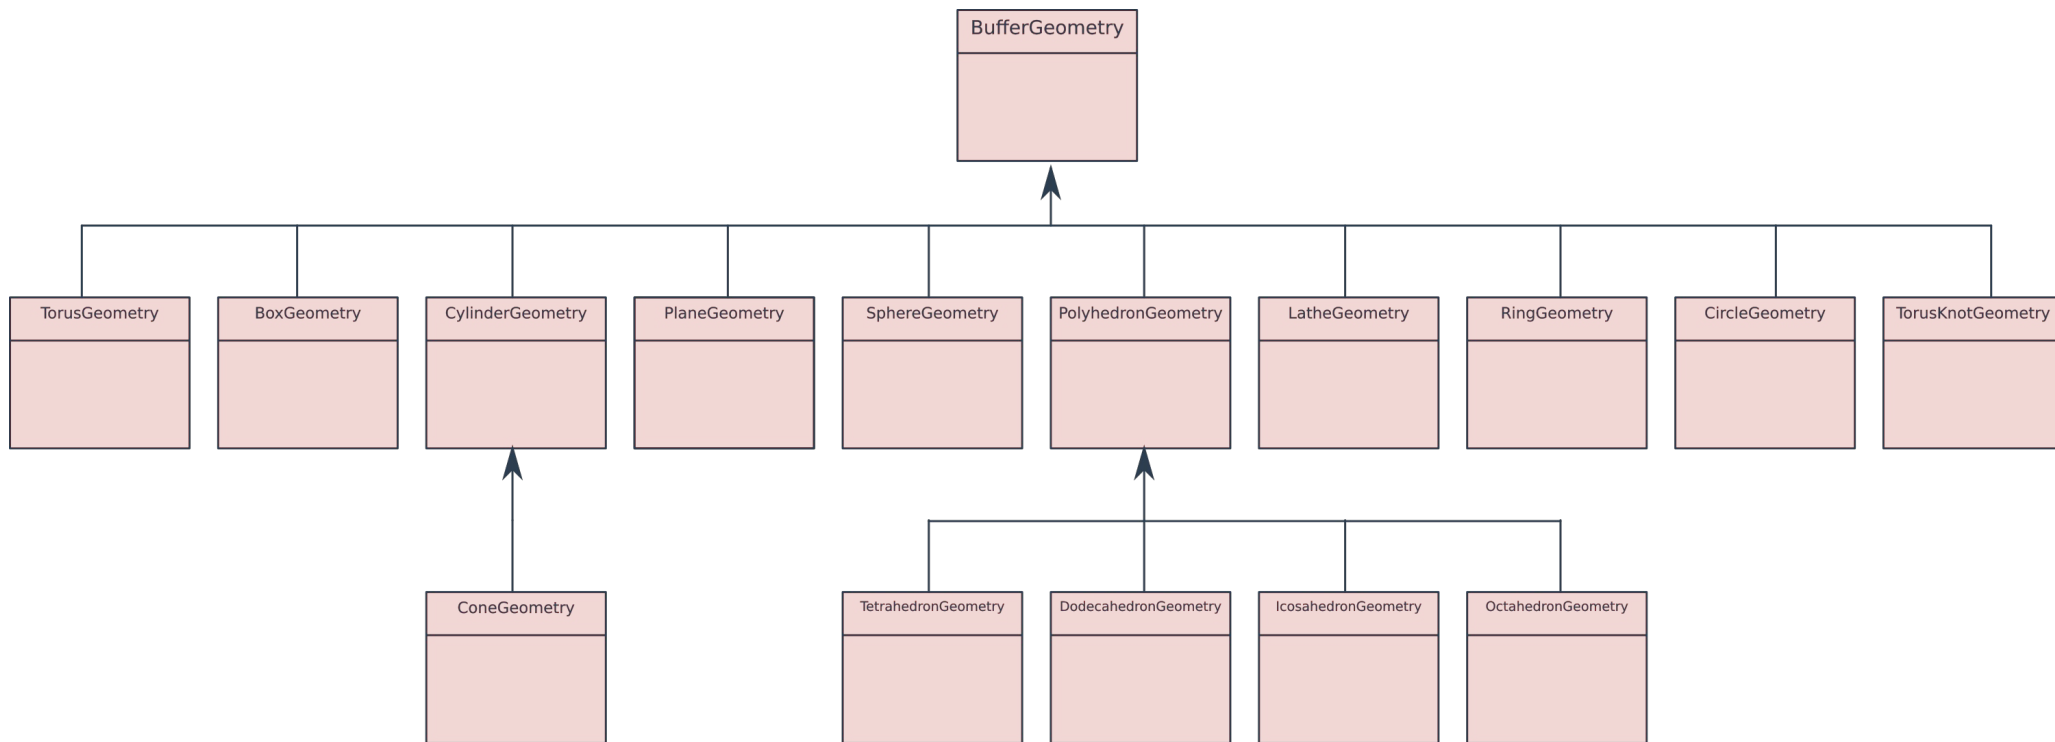 BufferGeometry
TorusGeometry
BoxGeometry
CylinderGeometry
PlaneGeometry
SphereGeometry
PolyhedronGeometry
LatheGeometry
RingGeometry
CircleGeometry
TorusKnotGeometry
ConeGeometry
TetrahedronGeometry
DodecahedronGeometry
IcosahedronGeometry
OctahedronGeometry